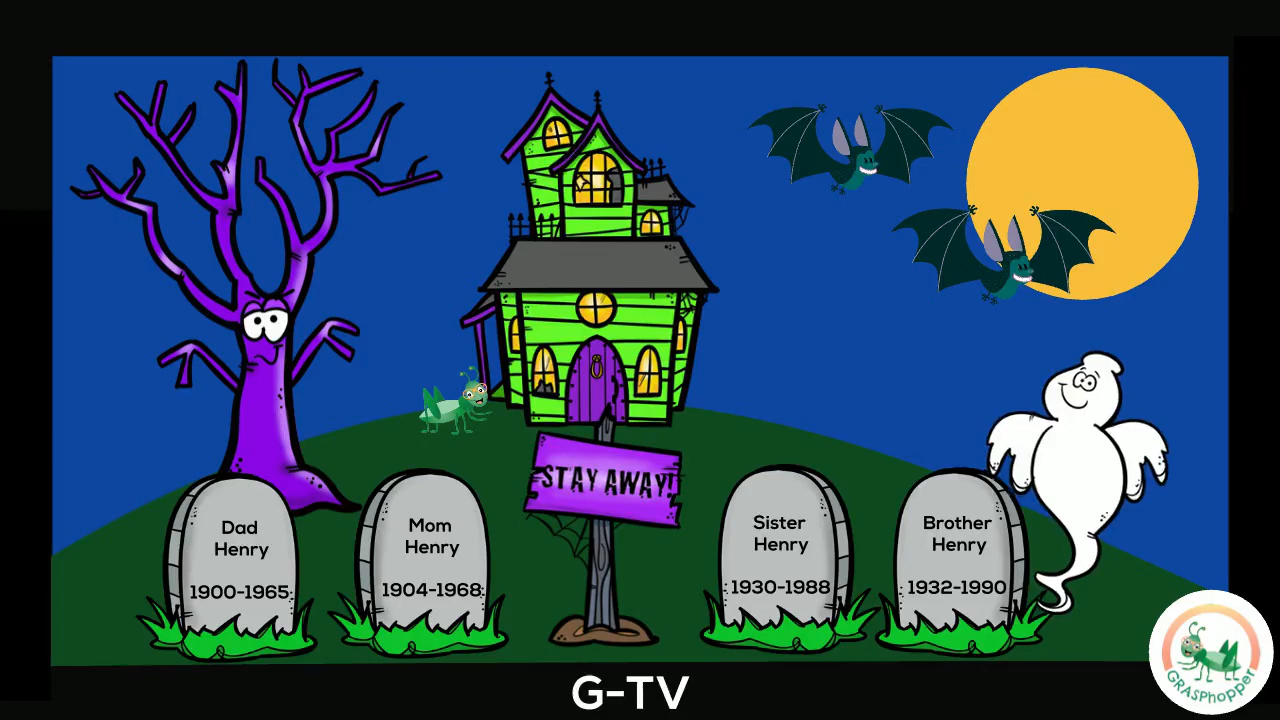 STAY AWAY!
Dad
Henry
1900-1965
Mom
Henry
1904-1968
Sister
Henry
1930-1988
Brother
Henry
1932-1990
G-TV
GRASPhopper